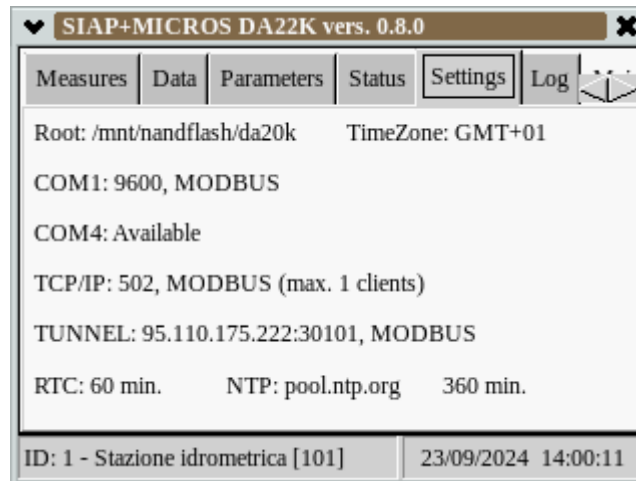 SIAP+MICROS DA22K vers. 0.8.0
Measures Data Parameters Status Settings Log
Root: /mnt/nandflash/da20k TimeZone: GMT+01
COM1: 9600, MODBUS
COM4: Available
TCP/IP: 502, MODBUS (max. 1 clients)
TUNNEL: 95.110.175.222:30101, MODBUS
RTC: 60 min. NTP: pool.ntp.org 360 min.
ID: 1 - Stazione idrometrica [101] 23/09/2024 14:00:11